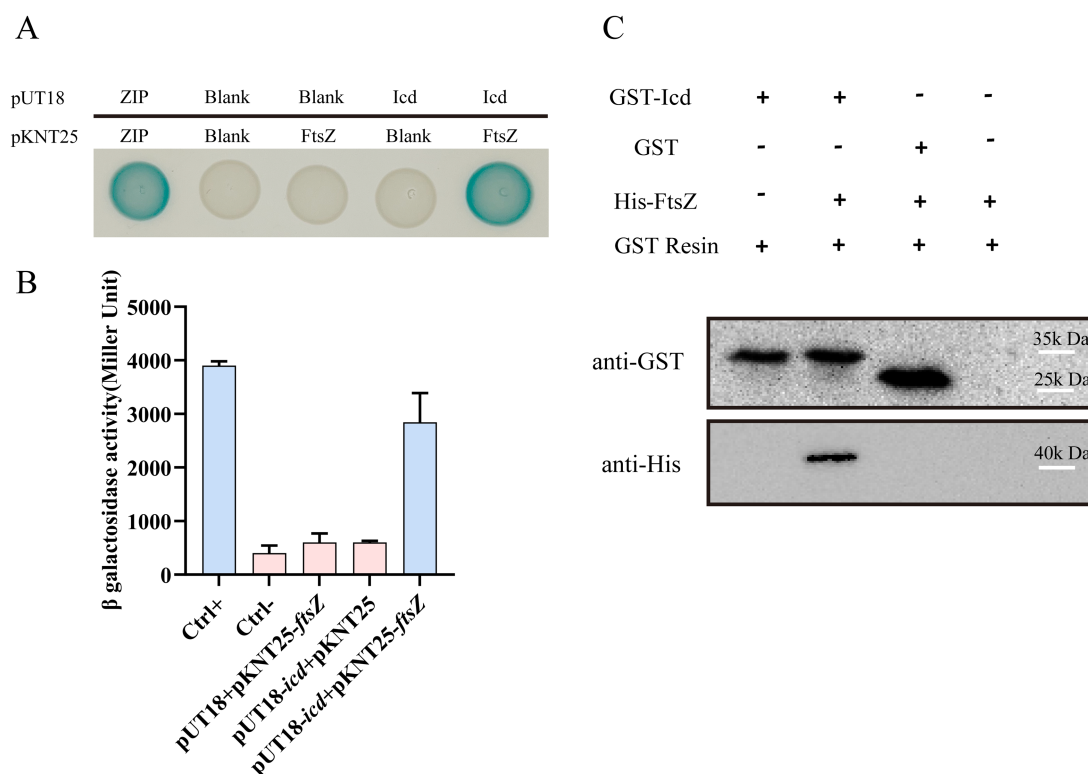 A
pUT18 ZIP Blank Blank Icd Icd
pKNT25 ZIP Blank FtsZ Blank FtsZ
B
β galactosidase activity(Miller Unit)
5000
4000
3000
2000
1000
0
Ctrl+
Ctrl-
pUT18+pKNT25-ftsZ
pUT18-icd+pKNT25
pUT18-icd+pKNT25-ftsZ
C
GST-Icd + + - -
GST - - + -
His-FtsZ - + + +
GST Resin + + + +
anti-GST
35k Da
25k Da
anti-His
40k Da